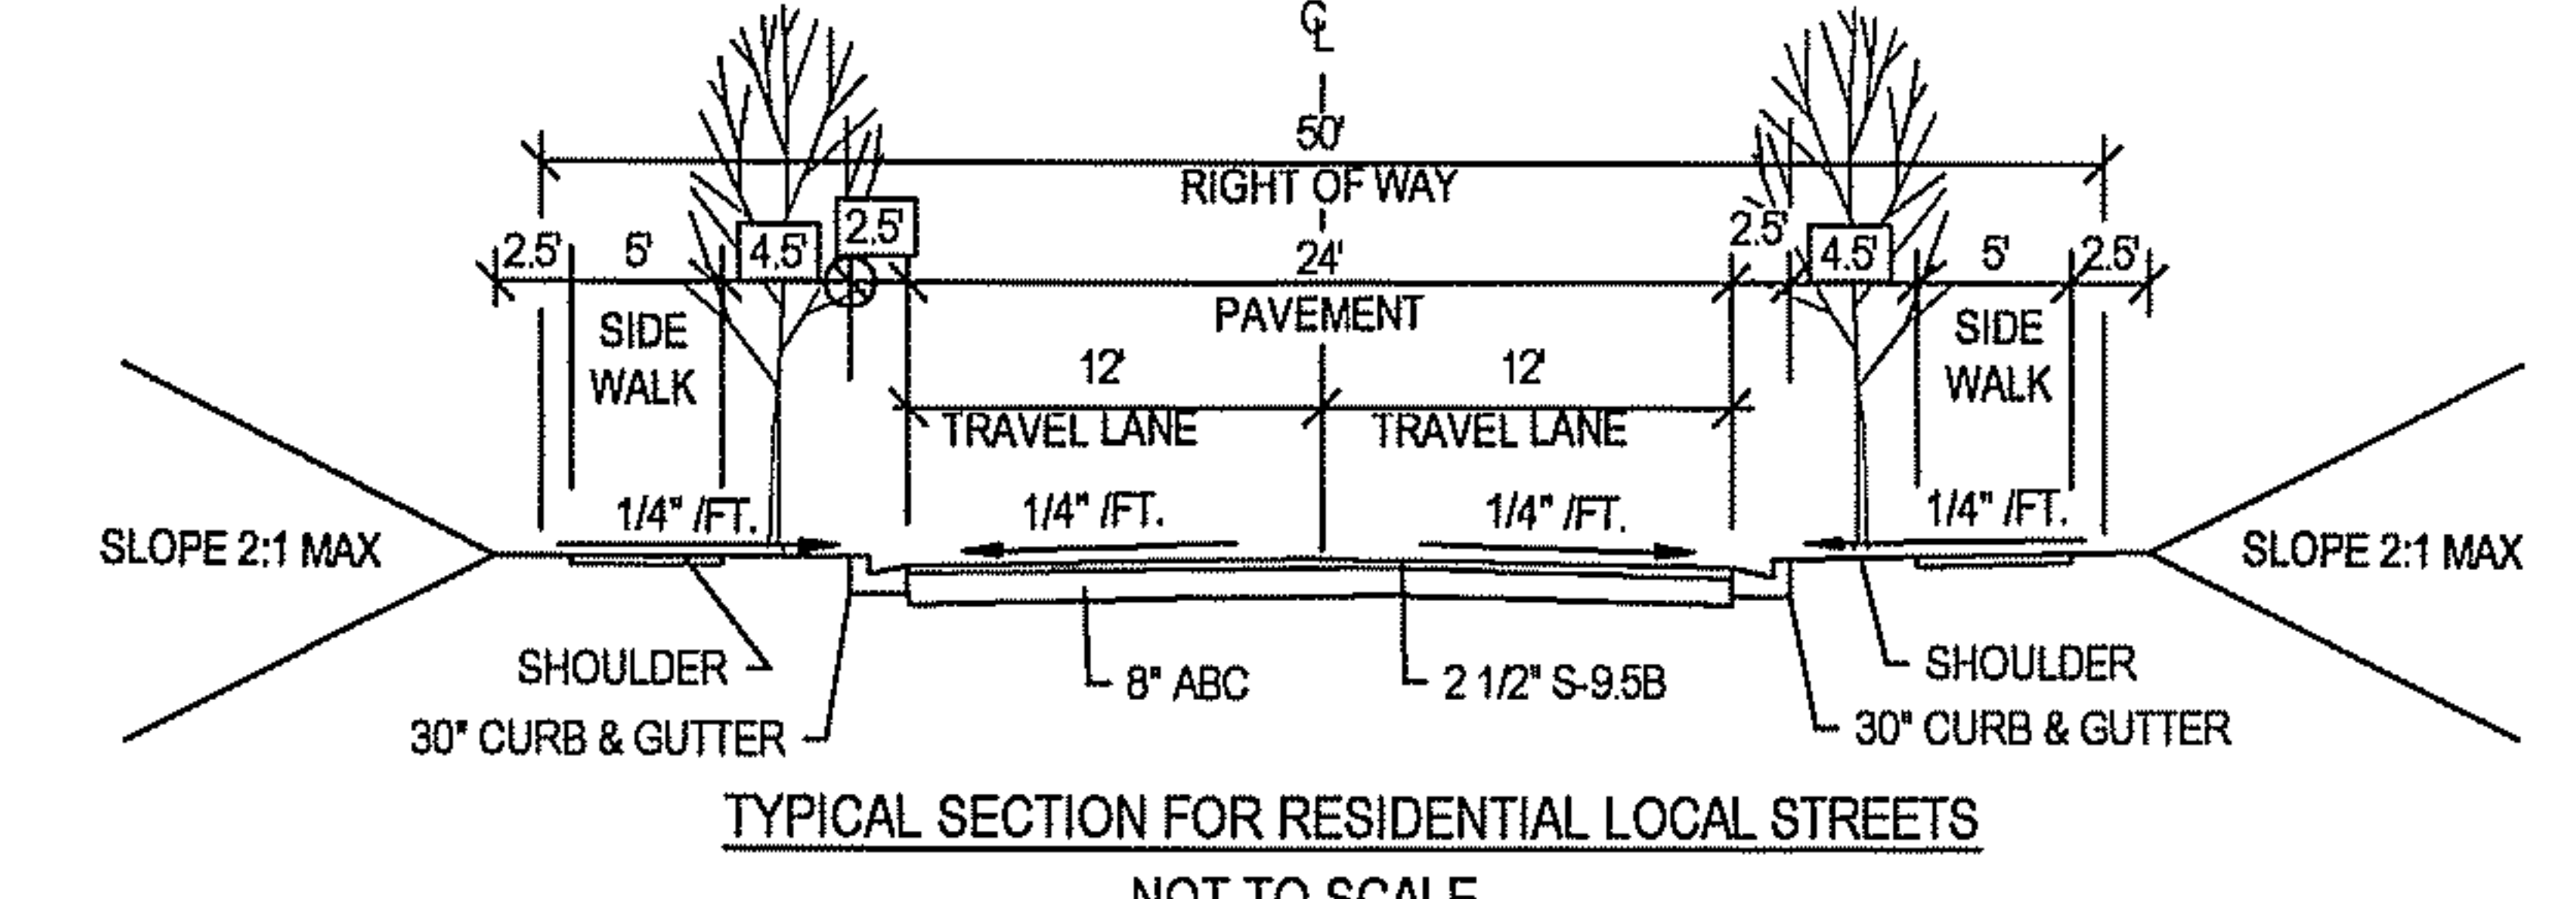 ℄
50'
RIGHT OF WAY
2.5' 5' 4.5' 2.5' 24' 2.5' 4.5' 5' 2.5'
PAVEMENT
SIDE
WALK
SIDE
WALK
12' 12'
TRAVEL LANE TRAVEL LANE
1/4" /FT. 1/4" /FT. 1/4" /FT. 1/4" /FT.
SLOPE 2:1 MAX SLOPE 2:1 MAX
SHOULDER 8" ABC 2 1/2" S-9.5B SHOULDER
30" CURB & GUTTER 30" CURB & GUTTER
TYPICAL SECTION FOR RESIDENTIAL LOCAL STREETS
NOT TO SCALE